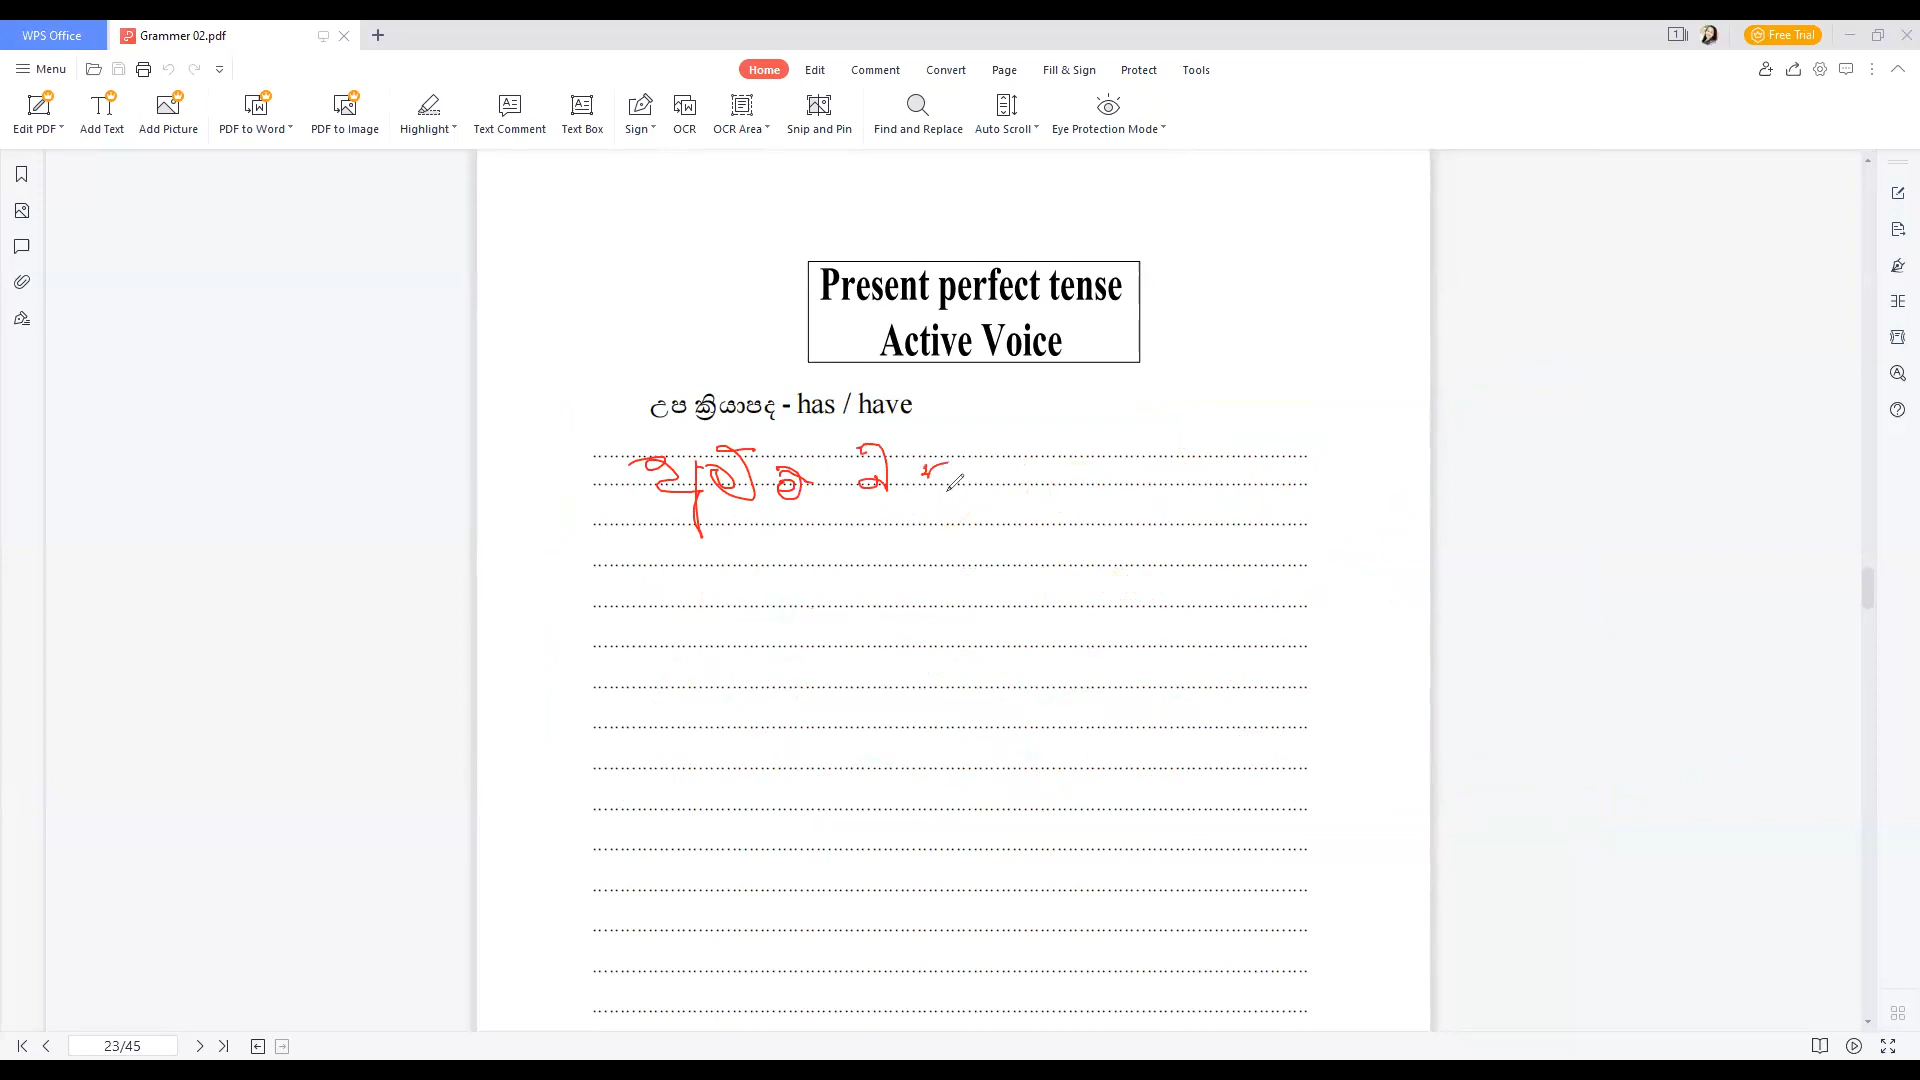 WPS Office
Grammer 02.pdf
Free Trial
Menu
Home Edit Comment Convert Page Fill & Sign Protect Tools
Edit PDF Add Text Add Picture PDF to Word PDF to Image Highlight Text Comment Text Box Sign OCR OCR Area Snip and Pin Find and Replace Auto Scroll Eye Protection Mode
Present perfect tense
Active Voice
උප ක්‍රියාපද - has / have
23/45